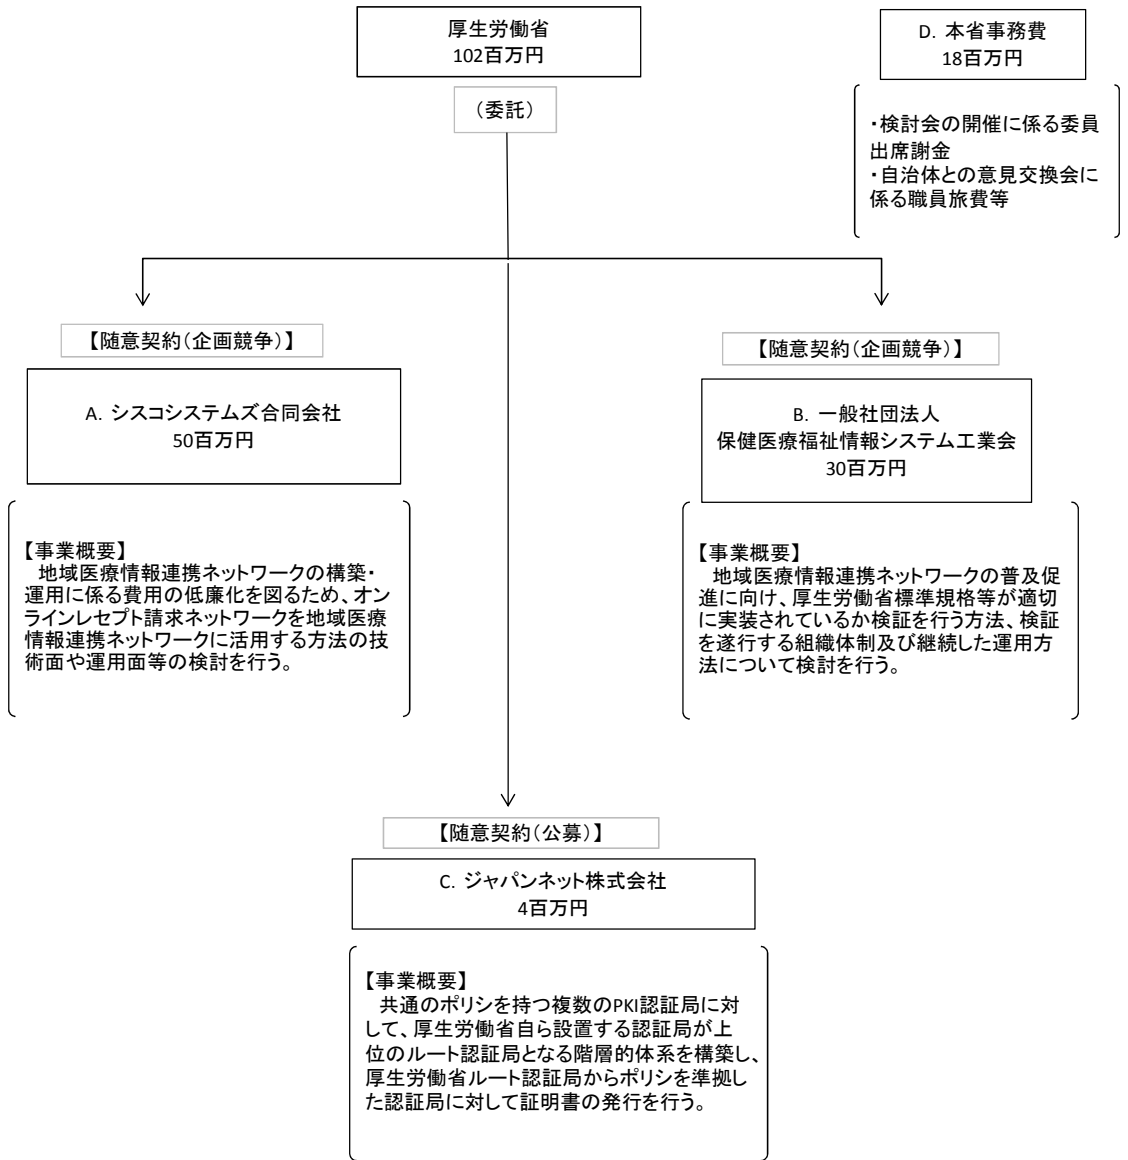 厚生労働省
102百万円
（委託）
D. 本省事務費
18百万円
・検討会の開催に係る委員
出席謝金
・自治体との意見交換会に
係る職員旅費等
【随意契約（企画競争）】
A. シスコシステムズ合同会社
50百万円
【事業概要】
地域医療情報連携ネットワークの構築・
運用に係る費用の低廉化を図るため、オン
ラインレセプト請求ネットワークを地域医療
情報連携ネットワークに活用する方法の技
術面や運用面等の検討を行う。
【随意契約（企画競争）】
B. 一般社団法人
保健医療福祉情報システム工業会
30百万円
【事業概要】
地域医療情報連携ネットワークの普及促
進に向け、厚生労働省標準規格等が適切
に実装されているか検証を行う方法、検証
を遂行する組織体制及び継続した運用方
法について検討を行う。
【随意契約（公募）】
C. ジャパンネット株式会社
4百万円
【事業概要】
共通のポリシを持つ複数のPKI認証局に対
して、厚生労働省自ら設置する認証局が上
位のルート認証局となる階層的体系を構築し、
厚生労働省ルート認証局からポリシを準拠し
た認証局に対して証明書の発行を行う。